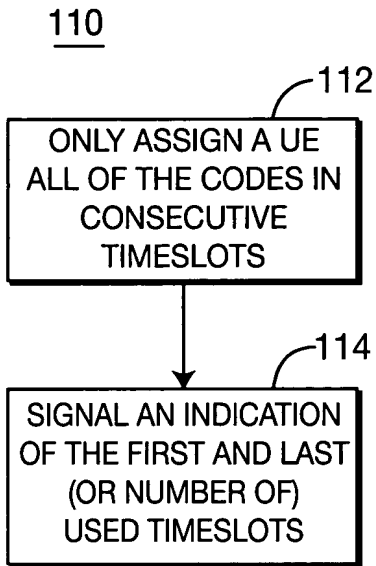 110
112
ONLY ASSIGN A UE
ALL OF THE CODES IN
CONSECUTIVE
TIMESLOTS
114
SIGNAL AN INDICATION
OF THE FIRST AND LAST
(OR NUMBER OF)
USED TIMESLOTS